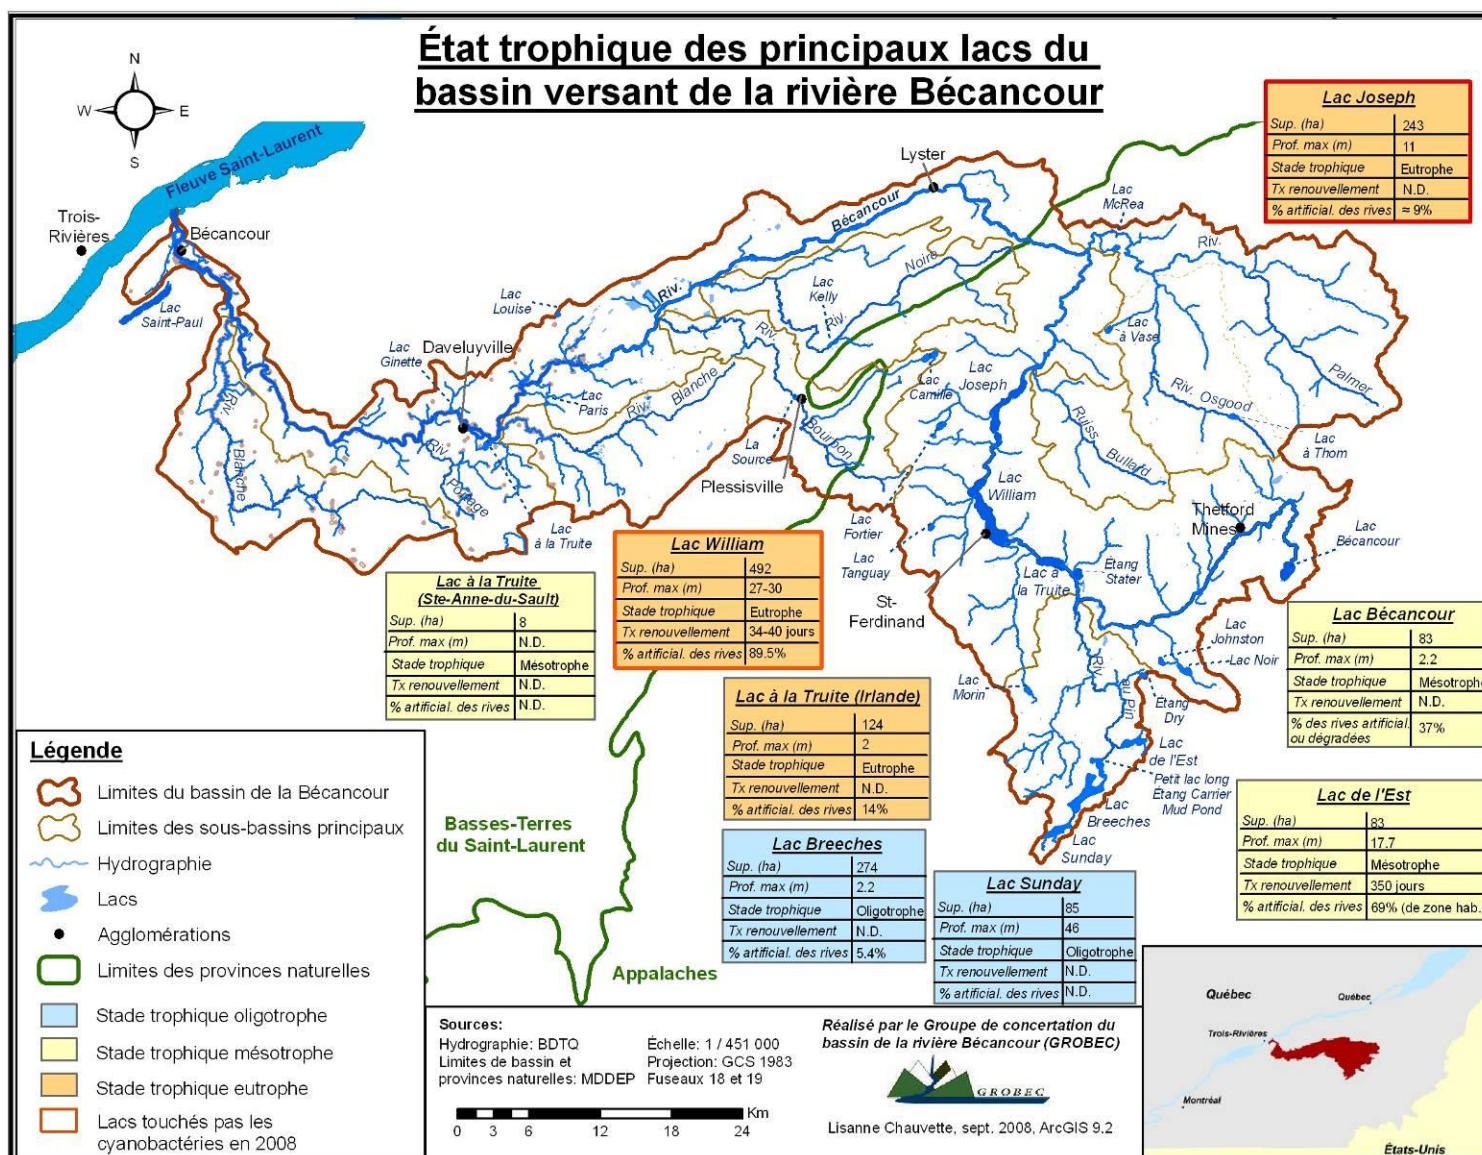 État trophique des principaux lacs du
bassin versant de la rivière Bécancour
N
W
E
S
Fleuve Saint-Laurent
Trois-
Rivières
Bécancour
Lac
Saint-Paul
Lac
Louise
Lac
Ginette
Daveluyville
Lac
Paris
Riv.
Blanche
Riv.
Portage
Lac
à la Truite
Riv.
Blanche
Riv.
Bécancour
Lyster
Lac
Kelly
Riv.
Noire
Riv.
Bourbon
La
Source
Plessisville
Lac
McRea
Riv.
Palmer
Lac
à Vase
Riv. Osgood
Lac
à Thom
Lac
Joseph
Lac
Camille
Ruiss.
Bullard
Lac
William
Lac
Fortier
Lac
Tanguay
St-
Ferdinand
Thetford
Mines
Lac
Bécancour
Étang
Stater
Lac à
la Truite
Lac
Johnston
Lac Noir
Lac
Morin
Riv.
au Pin
Étang
Dry
Lac
de l'Est
Petit lac long
Étang Carrier
Mud Pond
Lac
Breeches
Lac
Sunday
Lac Joseph
Sup. (ha) 243
Prof. max (m) 11
Stade trophique Eutrophe
Tx renouvellement N.D.
% artificial. des rives ≈ 9%
Lac William
Sup. (ha) 492
Prof. max (m) 27-30
Stade trophique Eutrophe
Tx renouvellement 34-40 jours
% artificial. des rives 89.5%
Lac à la Truite
(Ste-Anne-du-Sault)
Sup. (ha) 8
Prof. max (m) N.D.
Stade trophique Mésotrophe
Tx renouvellement N.D.
% artificial. des rives N.D.
Lac à la Truite (Irlande)
Sup. (ha) 124
Prof. max (m) 2
Stade trophique Eutrophe
Tx renouvellement N.D.
% artificial. des rives 14%
Lac Bécancour
Sup. (ha) 83
Prof. max (m) 2.2
Stade trophique Mésotrophe
Tx renouvellement N.D.
% des rives artificial. 37%
ou dégradées
Lac de l'Est
Sup. (ha) 83
Prof. max (m) 17.7
Stade trophique Mésotrophe
Tx renouvellement 350 jours
% artificial. des rives 69% (de zone hab.
Lac Breeches
Sup. (ha) 274
Prof. max (m) 2.2
Stade trophique Oligotrophe
Tx renouvellement N.D.
% artificial. des rives 5.4%
Lac Sunday
Sup. (ha) 85
Prof. max (m) 46
Stade trophique Oligotrophe
Tx renouvellement N.D.
% artificial. des rives N.D.
Basses-Terres
du Saint-Laurent
Appalaches
Légende
Limites du bassin de la Bécancour
Limites des sous-bassins principaux
Hydrographie
Lacs
Agglomérations
Limites des provinces naturelles
Stade trophique oligotrophe
Stade trophique mésotrophe
Stade trophique eutrophe
Lacs touchés pas les
cyanobactéries en 2008
Sources:
Hydrographie: BDTQ
Limites de bassin et
provinces naturelles: MDDEP
Échelle: 1 / 451 000
Projection: GCS 1983
Fuseaux 18 et 19
Km
0 3 6 12 18 24
Réalisé par le Groupe de concertation du
bassin de la rivière Bécancour (GROBEC)
GROBEC
Lisanne Chauvette, sept. 2008, ArcGIS 9.2
Québec
Québec
Trois-Rivières
Montréal
États-Unis